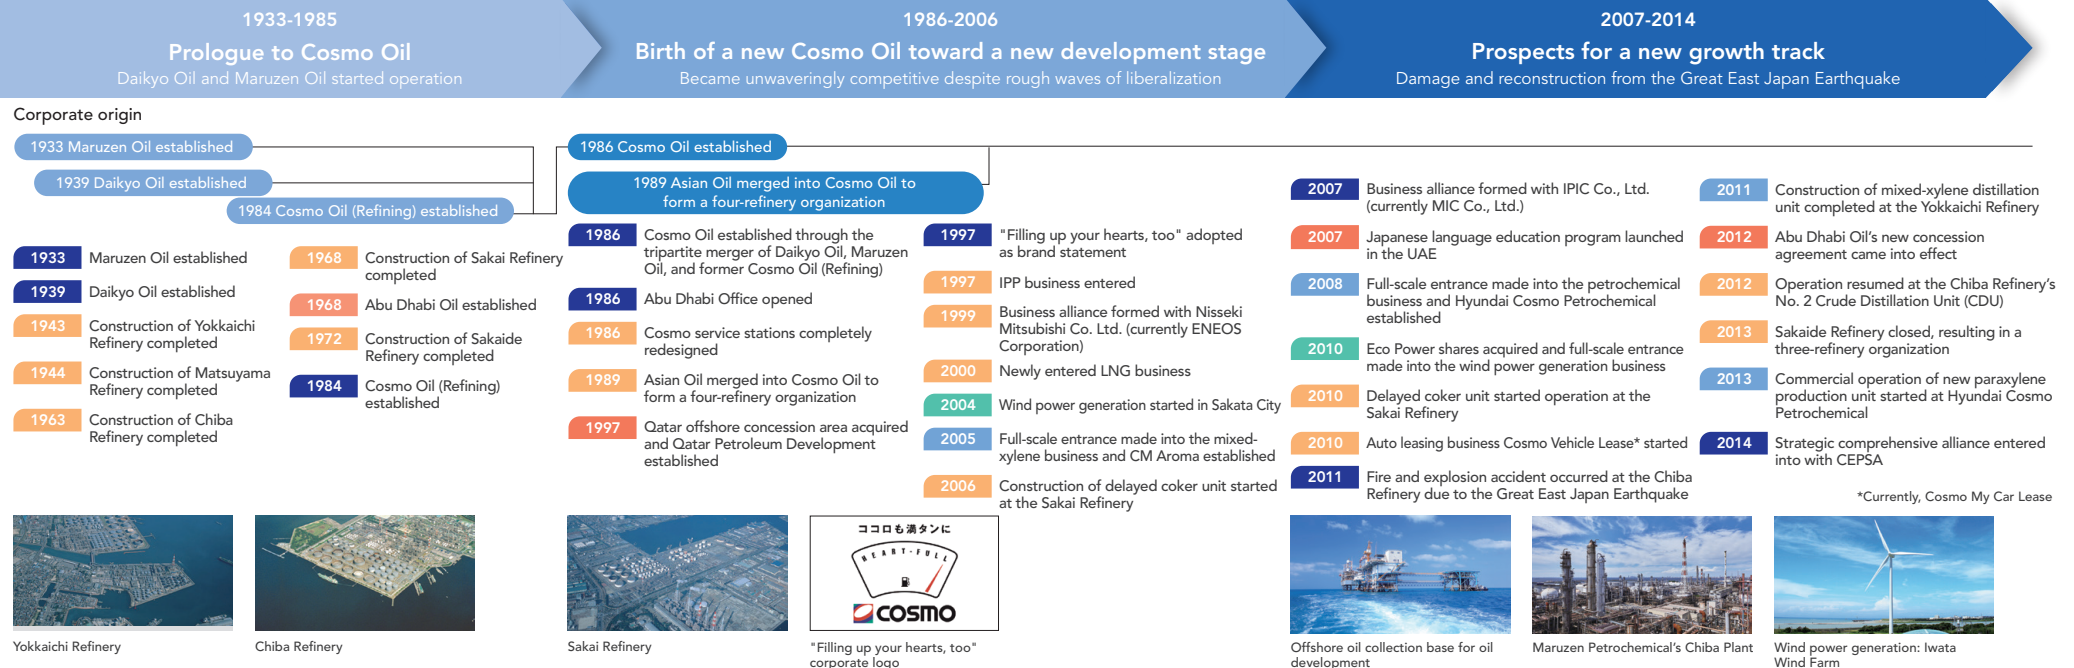 1933-1985
Prologue to Cosmo Oil
Daikyo Oil and Maruzen Oil started operation
1986-2006
Birth of a new Cosmo Oil toward a new development stage
Became unwaveringly competitive despite rough waves of liberalization
2007-2014
Prospects for a new growth track
Damage and reconstruction from the Great East Japan Earthquake
Corporate origin
1933 Maruzen Oil established
1939 Daikyo Oil established
1984 Cosmo Oil (Refining) established
1986 Cosmo Oil established
1989 Asian Oil merged into Cosmo Oil to
form a four-refinery organization
1933 Maruzen Oil established
1939 Daikyo Oil established
1943 Construction of Yokkaichi
Refinery completed
1944 Construction of Matsuyama
Refinery completed
1963 Construction of Chiba
Refinery completed
1968 Construction of Sakai Refinery
completed
1968 Abu Dhabi Oil established
1972 Construction of Sakaide
Refinery completed
1984 Cosmo Oil (Refining)
established
1986 Cosmo Oil established through the
tripartite merger of Daikyo Oil, Maruzen
Oil, and former Cosmo Oil (Refining)
1986 Abu Dhabi Office opened
1986 Cosmo service stations completely
redesigned
1989 Asian Oil merged into Cosmo Oil to
form a four-refinery organization
1997 Qatar offshore concession area acquired
and Qatar Petroleum Development
established
1997 "Filling up your hearts, too" adopted
as brand statement
1997 IPP business entered
1999 Business alliance formed with Nisseki
Mitsubishi Co. Ltd. (currently ENEOS
Corporation)
2000 Newly entered LNG business
2004 Wind power generation started in Sakata City
2005 Full-scale entrance made into the mixed-
xylene business and CM Aroma established
2006 Construction of delayed coker unit started
at the Sakai Refinery
2007 Business alliance formed with IPIC Co., Ltd.
(currently MIC Co., Ltd.)
2007 Japanese language education program launched
in the UAE
2008 Full-scale entrance made into the petrochemical
business and Hyundai Cosmo Petrochemical
established
2010 Eco Power shares acquired and full-scale entrance
made into the wind power generation business
2010 Delayed coker unit started operation at the
Sakai Refinery
2010 Auto leasing business Cosmo Vehicle Lease* started
2011 Fire and explosion accident occurred at the Chiba
Refinery due to the Great East Japan Earthquake
2011 Construction of mixed-xylene distillation
unit completed at the Yokkaichi Refinery
2012 Abu Dhabi Oil's new concession
agreement came into effect
2012 Operation resumed at the Chiba Refinery's
No. 2 Crude Distillation Unit (CDU)
2013 Sakaide Refinery closed, resulting in a
three-refinery organization
2013 Commercial operation of new paraxylene
production unit started at Hyundai Cosmo
Petrochemical
2014 Strategic comprehensive alliance entered
into with CEPSA
*Currently, Cosmo My Car Lease
ココロも満タンに
HEART-FULL
COSMO
Yokkaichi Refinery
Chiba Refinery
Sakai Refinery
"Filling up your hearts, too"
corporate logo
Offshore oil collection base for oil
development
Maruzen Petrochemical's Chiba Plant
Wind power generation: Iwata
Wind Farm